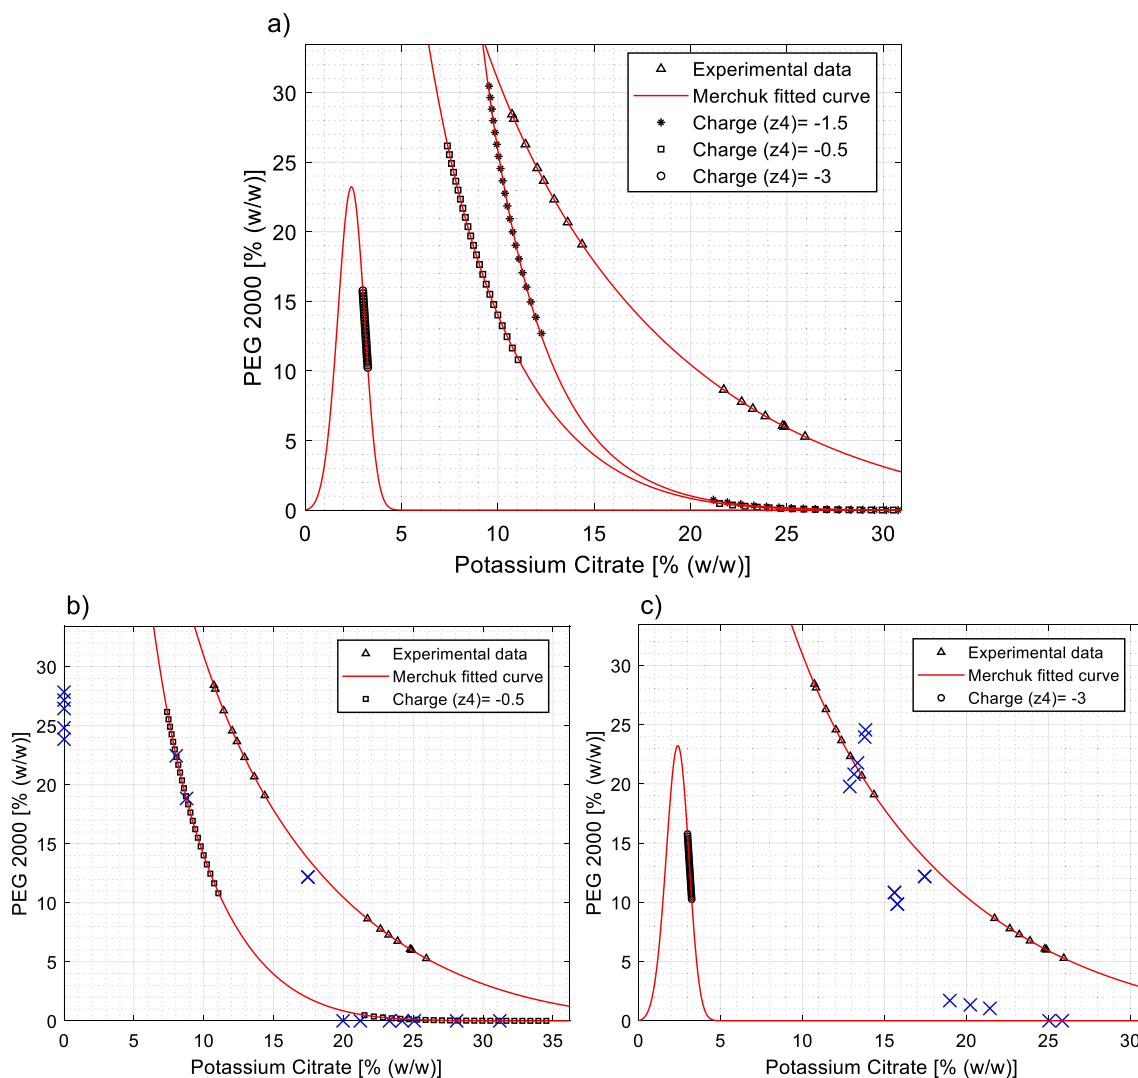 a)
PEG 2000 [% (w/w)]
30
25
20
15
10
5
0
Experimental data
Merchuk fitted curve
Charge (z4)= -1.5
Charge (z4)= -0.5
Charge (z4)= -3
0 5 10 15 20 25 30
Potassium Citrate [% (w/w)]
b)
PEG 2000 [% (w/w)]
30
25
20
15
10
5
0
Experimental data
Merchuk fitted curve
Charge (z4)= -0.5
0 5 10 15 20 25 30 35
Potassium Citrate [% (w/w)]
c)
PEG 2000 [% (w/w)]
30
25
20
15
10
5
0
Experimental data
Merchuk fitted curve
Charge (z4)= -3
0 5 10 15 20 25 30
Potassium Citrate [% (w/w)]